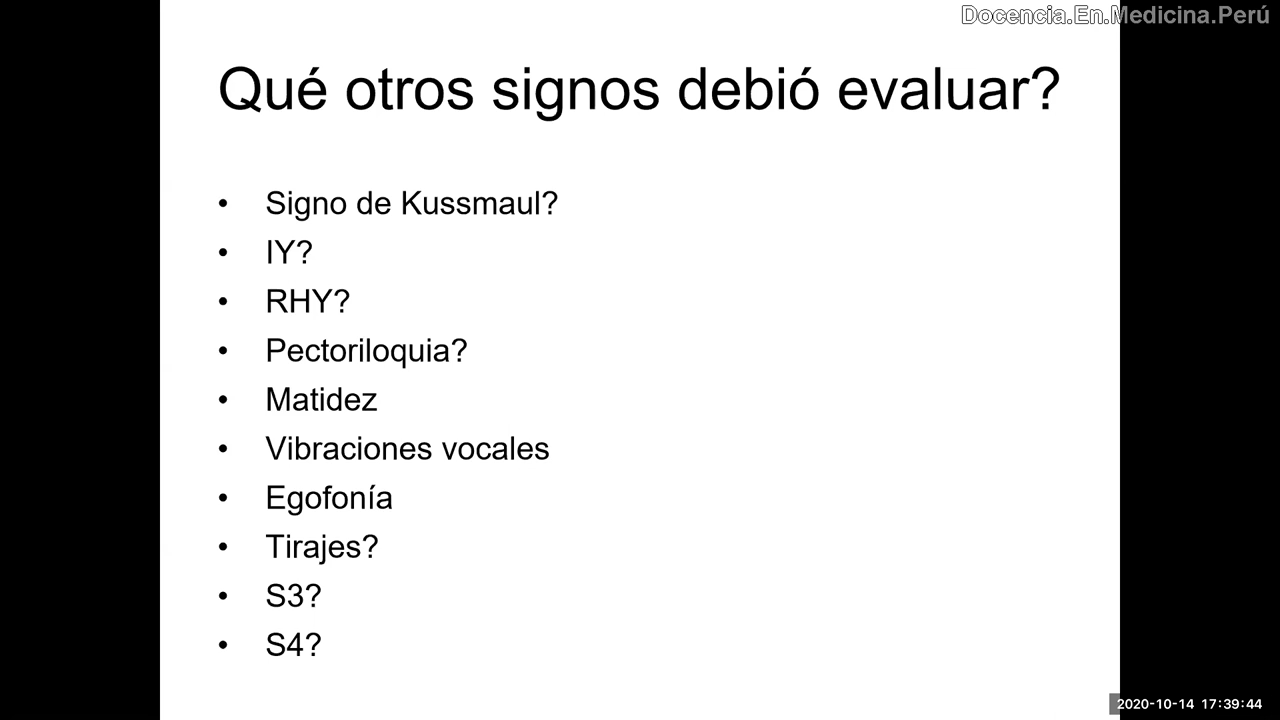 Docencia.En.Medicina.Perú
Qué otros signos debió evaluar?
• Signo de Kussmaul?
• IY?
• RHY?
• Pectoriloquia?
• Matidez
• Vibraciones vocales
• Egofonía
• Tirajes?
• S3?
• S4?
2020-10-14 17:39:44